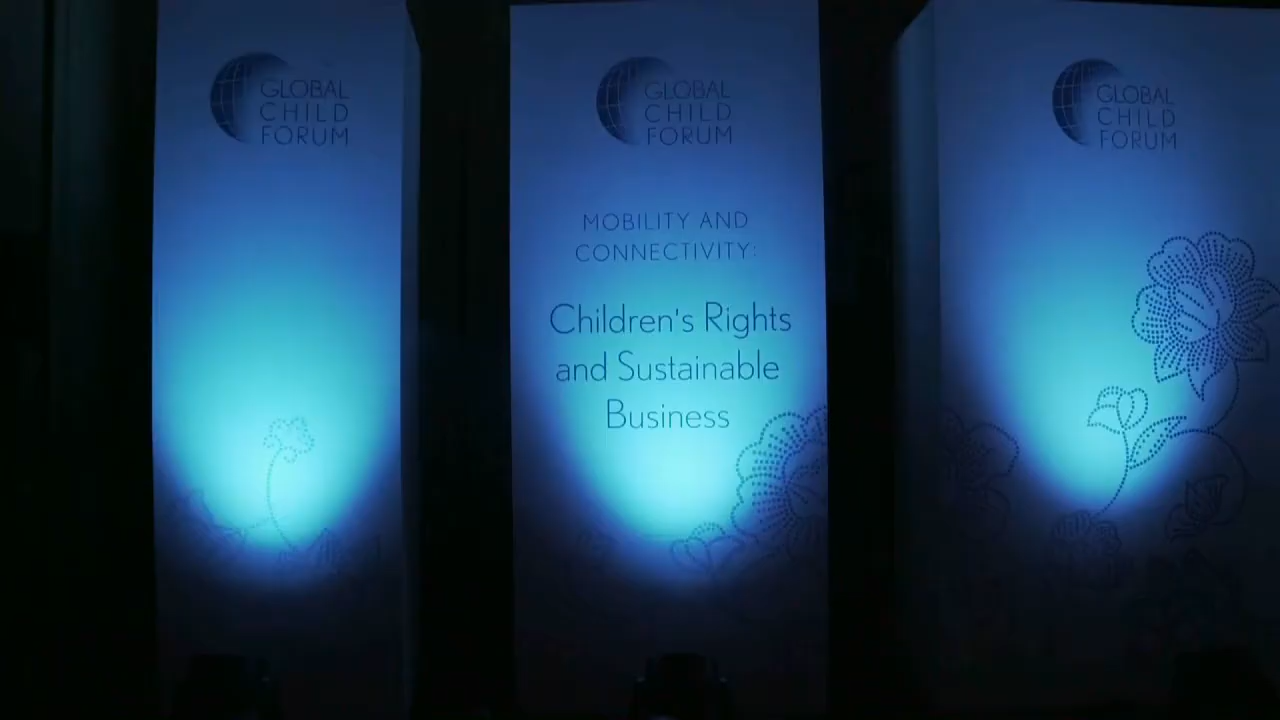 GLOBAL
CHILD
FORUM
GLOBAL
CHILD
FORUM
MOBILITY AND
CONNECTIVITY:
Children's Rights
and Sustainable
Business
GLOBAL
CHILD
FORUM